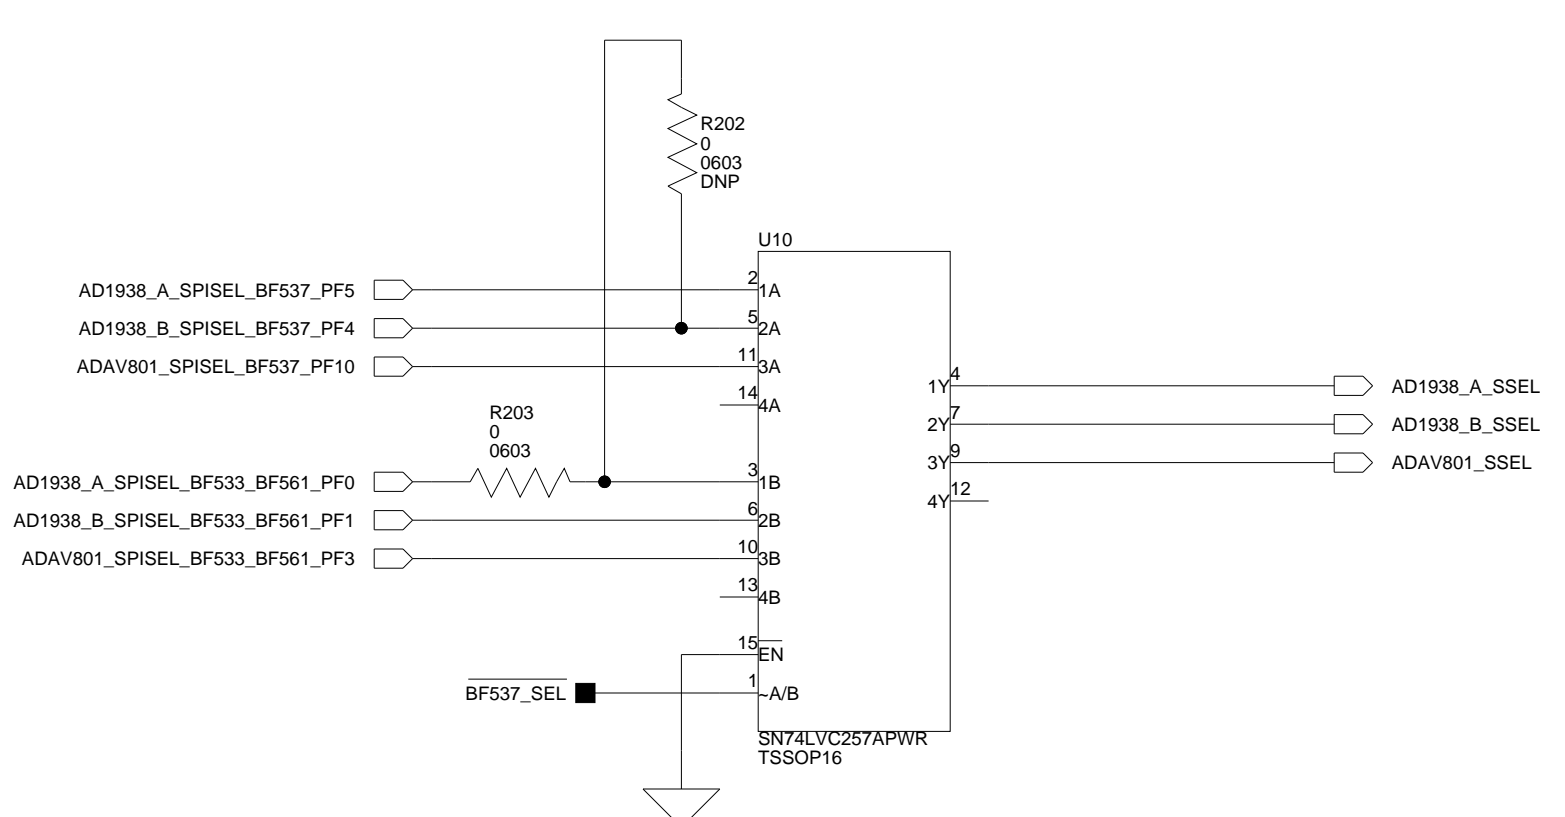 R202
0
0603
DNP
U10
AD1938_A_SPISEL_BF537_PF5
2
1A
AD1938_B_SPISEL_BF537_PF4
5
2A
ADAV801_SPISEL_BF537_PF10
11
3A
14
4A
4
1Y
AD1938_A_SSEL
7
2Y
AD1938_B_SSEL
9
3Y
ADAV801_SSEL
12
4Y
R203
0
0603
AD1938_A_SPISEL_BF533_BF561_PF0
3
1B
AD1938_B_SPISEL_BF533_BF561_PF1
6
2B
ADAV801_SPISEL_BF533_BF561_PF3
10
3B
13
4B
15
EN
BF537_SEL
1
~A/B
SN74LVC257APWR
TSSOP16